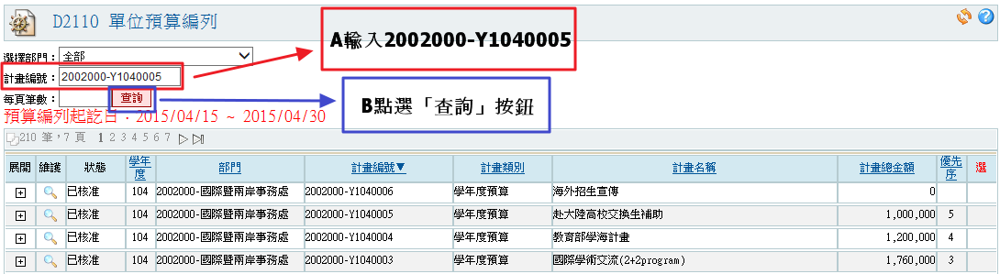 D2110 單位預算編列
A輸入2002000-Y1040005
選擇部門：全部
計畫編號：2002000-Y1040005
每頁筆數：查詢
B點選「查詢」按鈕
預算編列起訖日：2015/04/15 ~ 2015/04/30
210 筆，7 頁 1 2 3 4 5 6 7
展開 維護 狀態 學年度 部門 計畫編號▼ 計畫類別 計畫名稱 計畫總金額 優先序 選
已核准 104 2002000-國際暨兩岸事務處 2002000-Y1040006 學年度預算 海外招生宣傳 0
已核准 104 2002000-國際暨兩岸事務處 2002000-Y1040005 學年度預算 赴大陸高校交換生補助 1,000,000 5
已核准 104 2002000-國際暨兩岸事務處 2002000-Y1040004 學年度預算 教育部學海計畫 1,200,000 4
已核准 104 2002000-國際暨兩岸事務處 2002000-Y1040003 學年度預算 國際學術交流(2+2program) 1,760,000 3